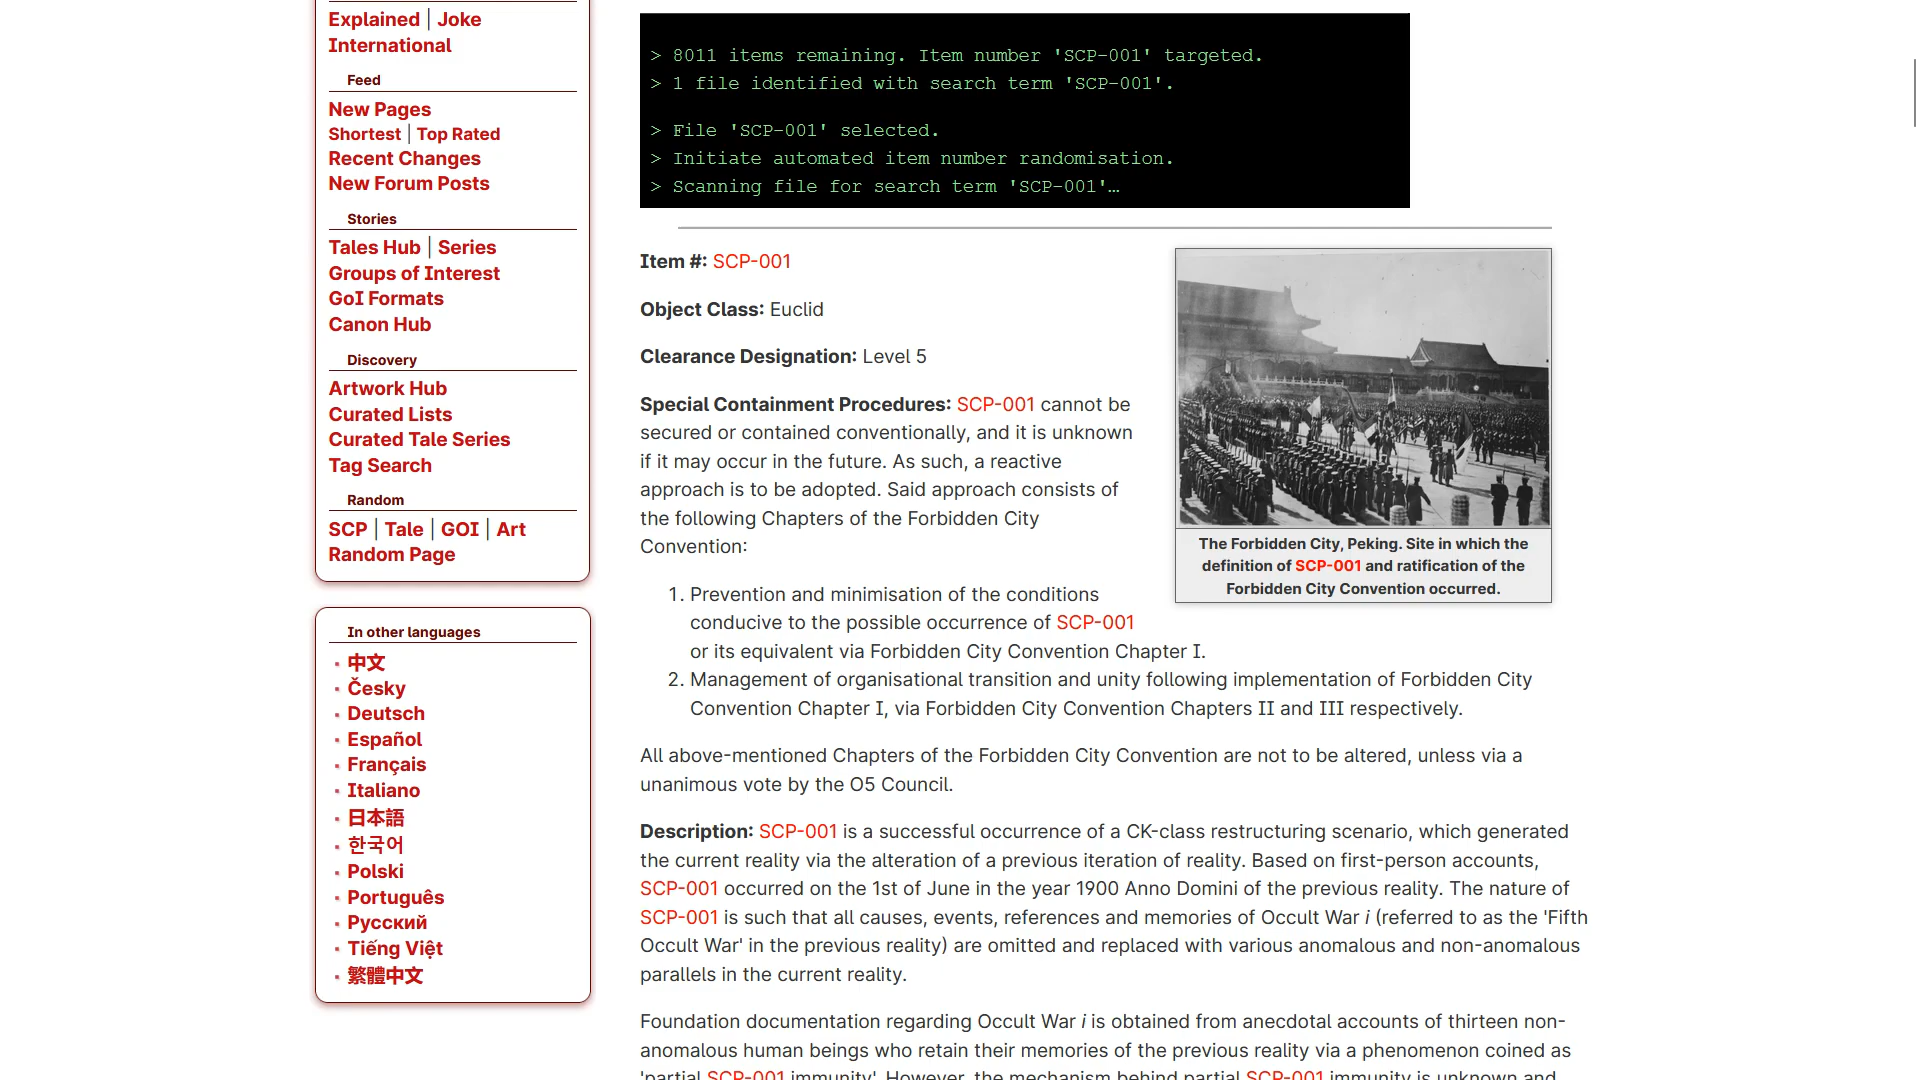 Explained | Joke
International
Feed
New Pages
Shortest | Top Rated
Recent Changes
New Forum Posts
Stories
Tales Hub | Series
Groups of Interest
GoI Formats
Canon Hub
Discovery
Artwork Hub
Curated Lists
Curated Tale Series
Tag Search
Random
SCP | Tale | GOI | Art
Random Page
In other languages
中文
Česky
Deutsch
Español
Français
Italiano
日本語
한국어
Polski
Português
Русский
Tiếng Việt
繁體中文
> 8011 items remaining. Item number 'SCP-001' targeted.
> 1 file identified with search term 'SCP-001'.
> File 'SCP-001' selected.
> Initiate automated item number randomisation.
> Scanning file for search term 'SCP-001'…
Item #: SCP-001
Object Class: Euclid
Clearance Designation: Level 5
Special Containment Procedures: SCP-001 cannot be
secured or contained conventionally, and it is unknown
if it may occur in the future. As such, a reactive
approach is to be adopted. Said approach consists of
the following Chapters of the Forbidden City
Convention:
The Forbidden City, Peking. Site in which the
definition of SCP-001 and ratification of the
Forbidden City Convention occurred.
1. Prevention and minimisation of the conditions
conducive to the possible occurrence of SCP-001
or its equivalent via Forbidden City Convention Chapter I.
2. Management of organisational transition and unity following implementation of Forbidden City
Convention Chapter I, via Forbidden City Convention Chapters II and III respectively.
All above-mentioned Chapters of the Forbidden City Convention are not to be altered, unless via a
unanimous vote by the O5 Council.
Description: SCP-001 is a successful occurrence of a CK-class restructuring scenario, which generated
the current reality via the alteration of a previous iteration of reality. Based on first-person accounts,
SCP-001 occurred on the 1st of June in the year 1900 Anno Domini of the previous reality. The nature of
SCP-001 is such that all causes, events, references and memories of Occult War i (referred to as the 'Fifth
Occult War' in the previous reality) are omitted and replaced with various anomalous and non-anomalous
parallels in the current reality.
Foundation documentation regarding Occult War i is obtained from anecdotal accounts of thirteen non-
anomalous human beings who retain their memories of the previous reality via a phenomenon coined as
'partial SCP-001 immunity'. However, the mechanism behind partial SCP-001 immunity is unknown and